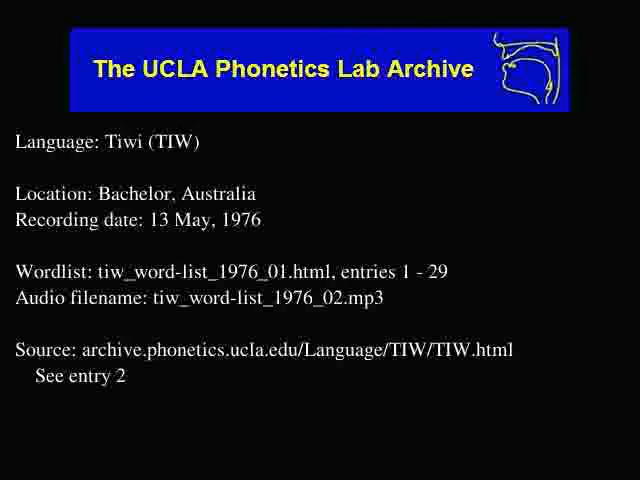 The UCLA Phonetics Lab Archive
Language: Tiwi (TIW)
Location: Bachelor, Australia
Recording date: 13 May, 1976
Wordlist: tiw_word-list_1976_01.html, entries 1 - 29
Audio filename: tiw_word-list_1976_02.mp3
Source: archive.phonetics.ucla.edu/Language/TIW/TIW.html
See entry 2